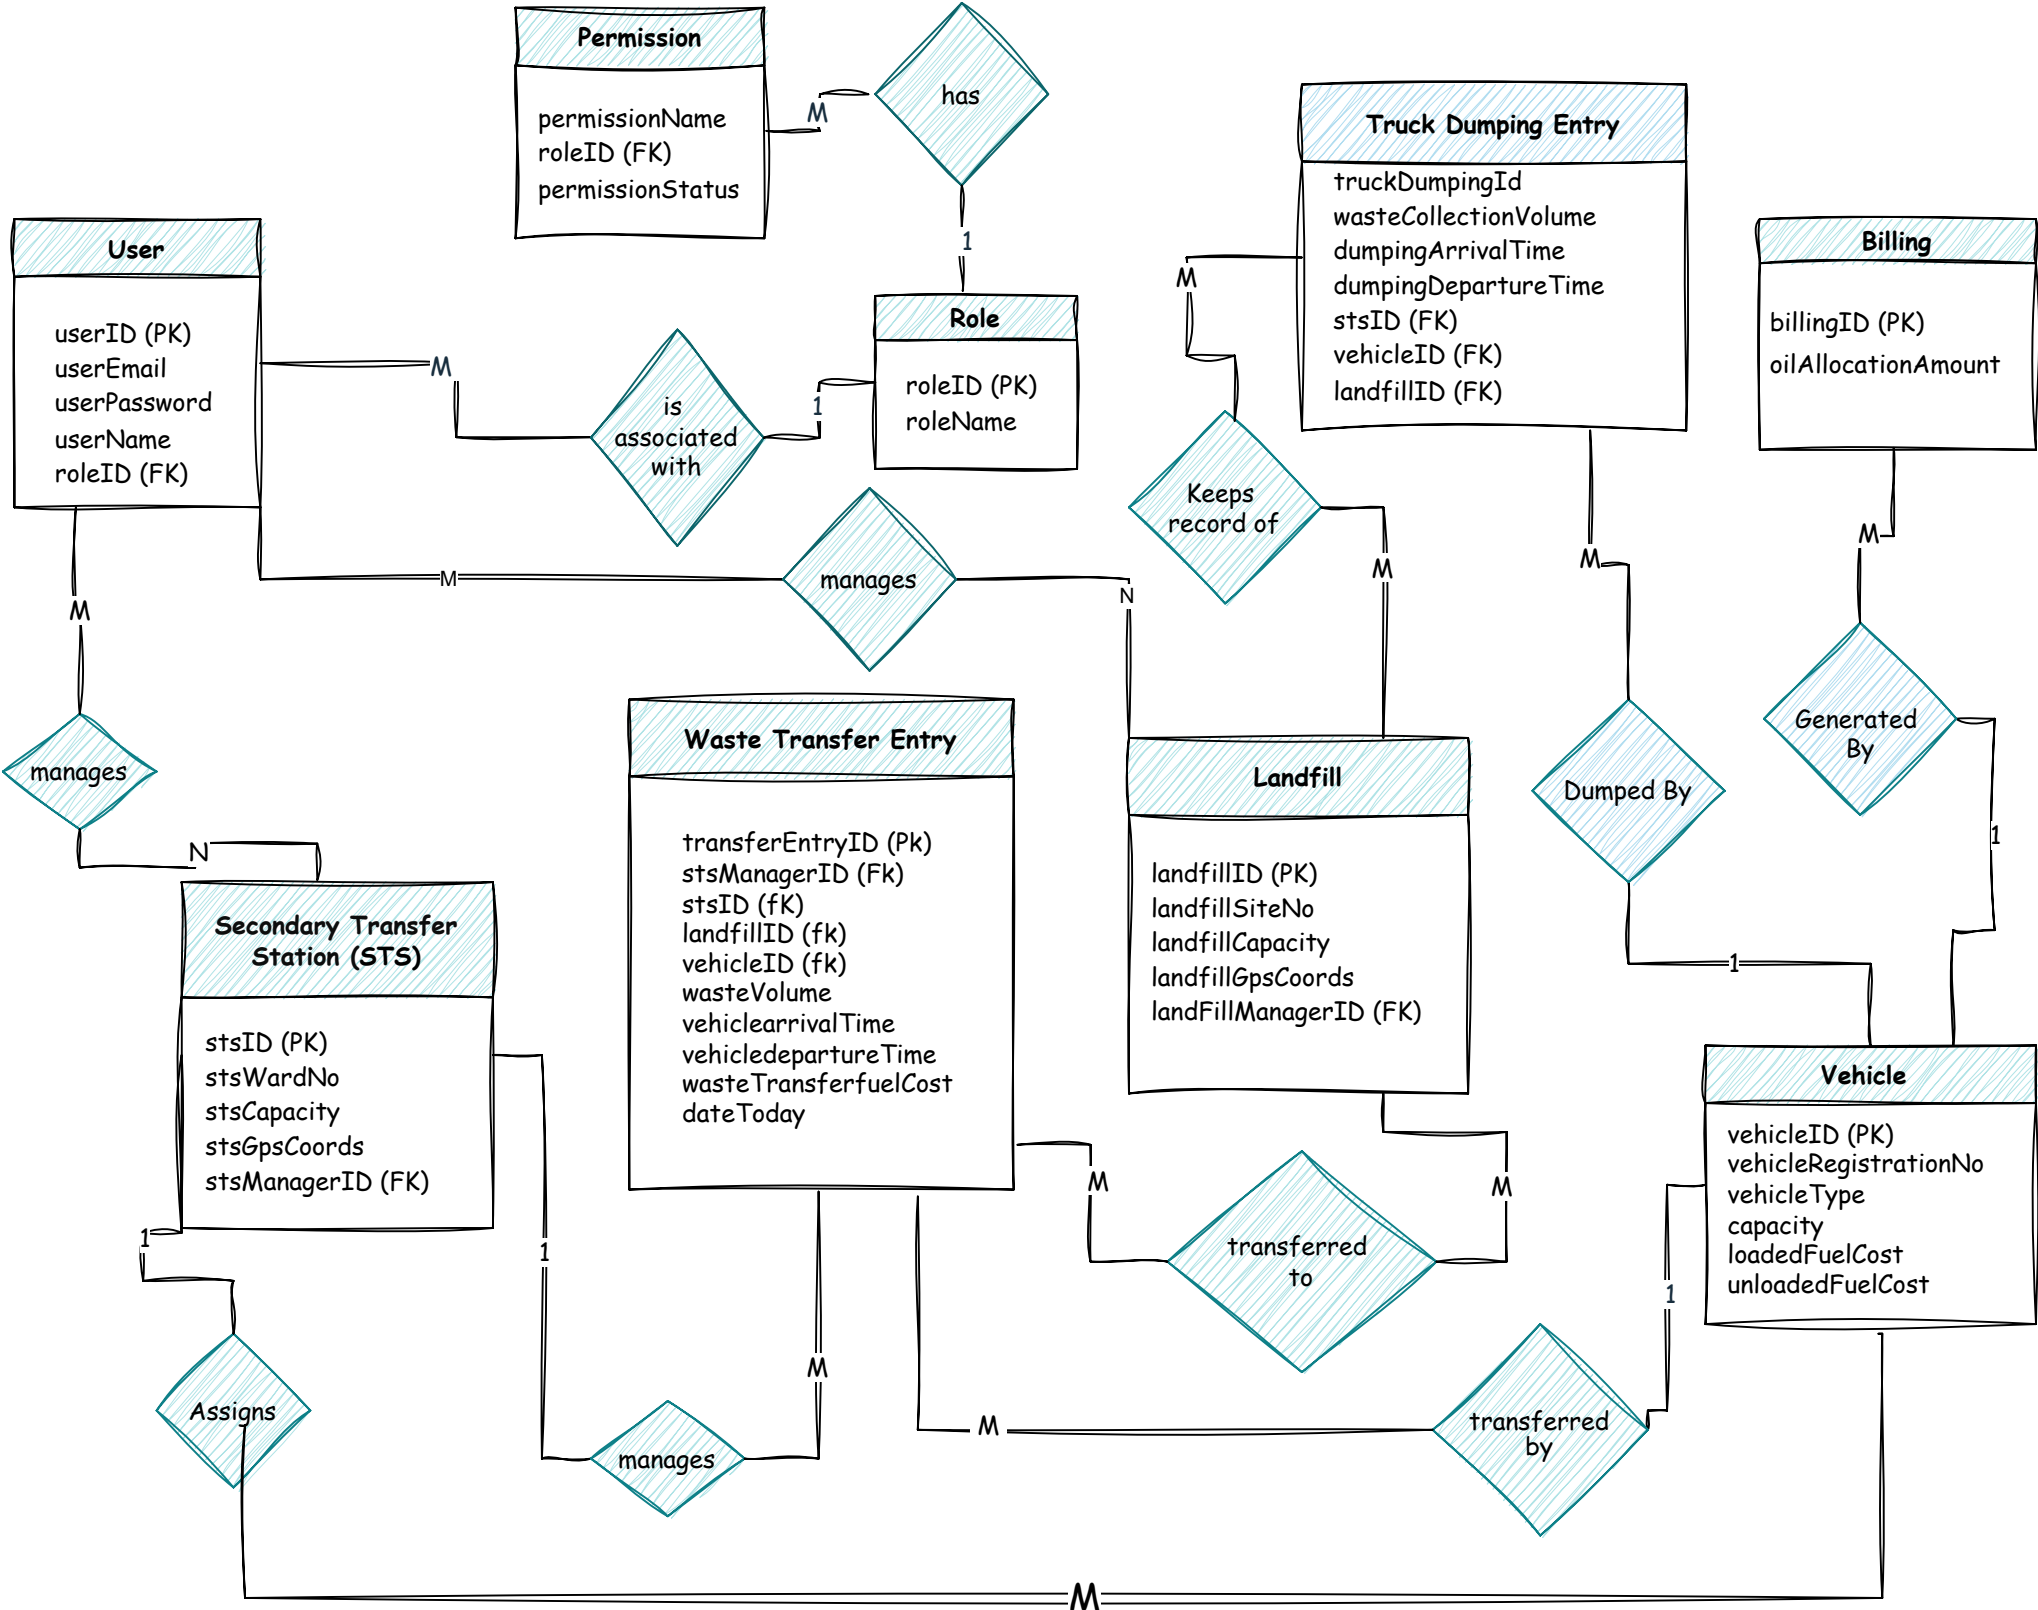 Permission
permissionName
roleID (FK)
permissionStatus
M
has
1
Truck Dumping Entry
truckDumpingId
wasteCollectionVolume
dumpingArrivalTime
dumpingDepartureTime
stsID (FK)
vehicleID (FK)
landfillID (FK)
Billing
billingID (PK)
oilAllocationAmount
User
userID (PK)
userEmail
userPassword
userName
roleID (FK)
M
is
associated
with
1
Role
roleID (PK)
roleName
M
Keeps
record of
M
M
M
M
manages
N
M
manages
N
Generated
By
1
Dumped By
1
Waste Transfer Entry
transferEntryID (Pk)
stsManagerID (Fk)
stsID (fK)
landfillID (fk)
vehicleID (fk)
wasteVolume
vehiclearrivalTime
vehicledepartureTime
wasteTransferfuelCost
dateToday
Landfill
landfillID (PK)
landfillSiteNo
landfillCapacity
landfillGpsCoords
landFillManagerID (FK)
Secondary Transfer
Station (STS)
stsID (PK)
stsWardNo
stsCapacity
stsGpsCoords
stsManagerID (FK)
Vehicle
vehicleID (PK)
vehicleRegistrationNo
vehicleType
capacity
loadedFuelCost
unloadedFuelCost
M
transferred
to
M
1
1
1
Assigns
M
manages
M
transferred
by
M